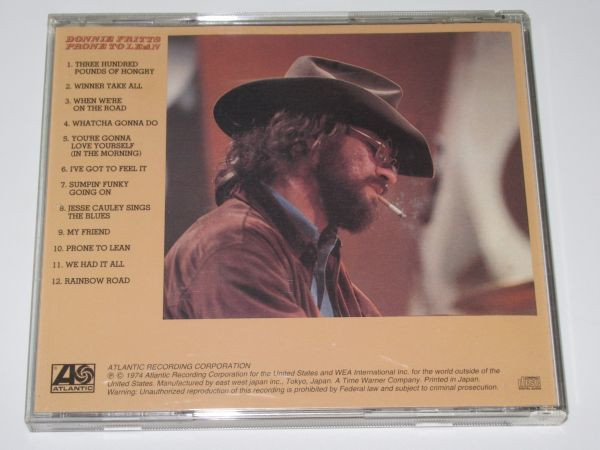 DONNIE FRITTS
PRONE TO LEAN
1. THREE HUNDRED
POUNDS OF HONGRY
2. WINNER TAKE ALL
3. WHEN WE'RE
ON THE ROAD
4. WHATCHA GONNA DO
5. YOU'RE GONNA
LOVE YOURSELF
(IN THE MORNING)
6. I'VE GOT TO FEEL IT
7. SUMPIN' FUNKY
GOING ON
8. JESSE CAULEY SINGS
THE BLUES
9. MY FRIEND
10. PRONE TO LEAN
11. WE HAD IT ALL
12. RAINBOW ROAD
ATLANTIC
ATLANTIC RECORDING CORPORATION
℗ © 1974 Atlantic Recording Corporation for the United States and WEA International Inc. for the world outside of the
United States. Manufactured by east west japan inc., Tokyo, Japan. A Time Warner Company. Printed in Japan.
Warning: Unauthorized reproduction of this recording is prohibited by Federal law and subject to criminal prosecution.